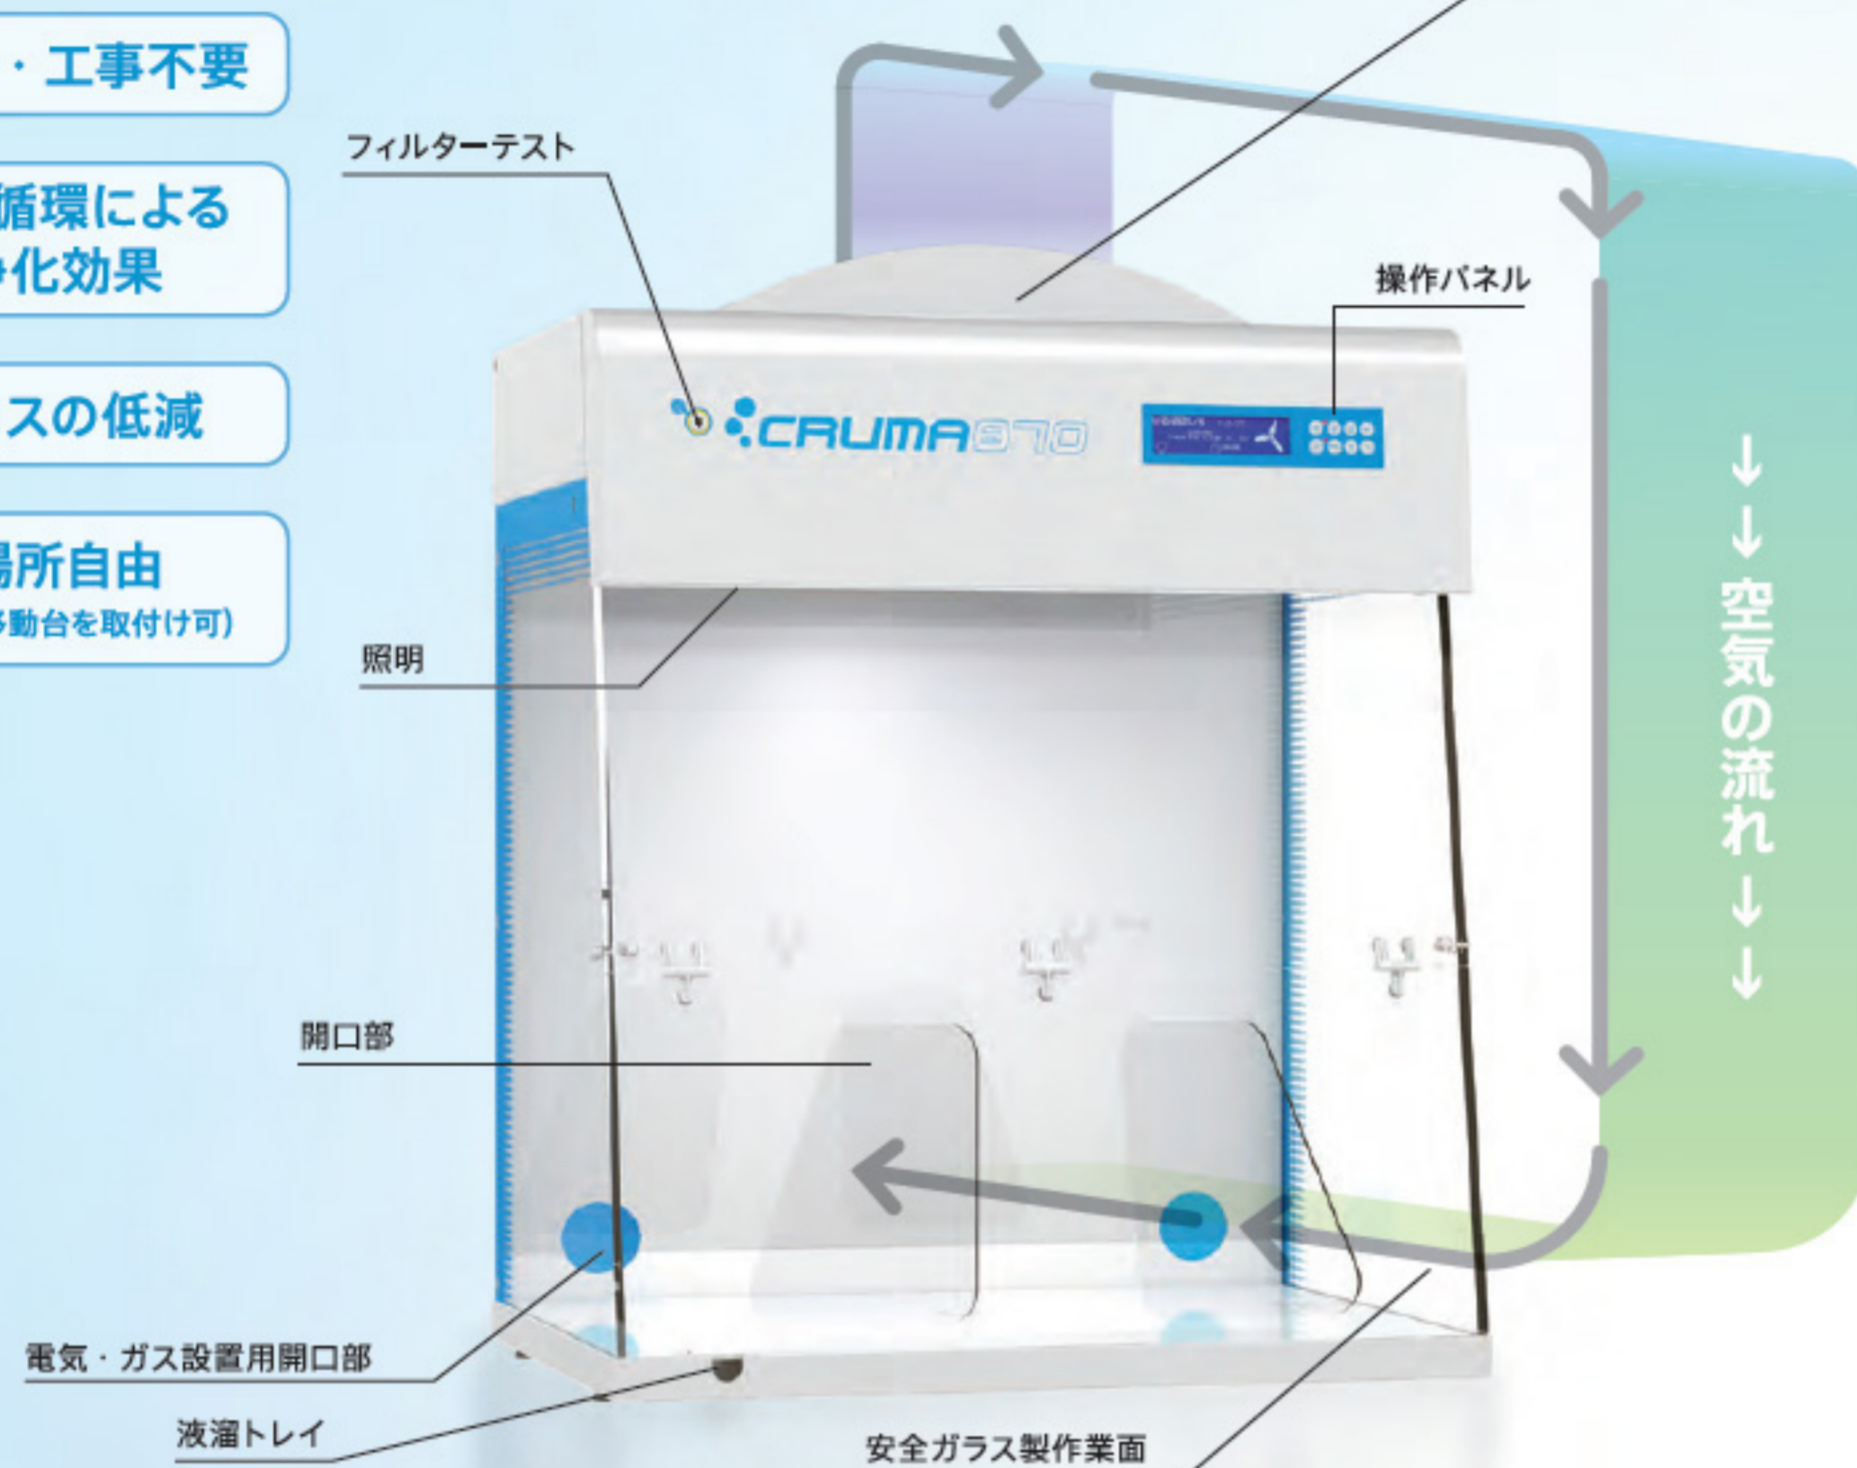 ・工事不要
循環による
浄化効果
スの低減
場所自由
移動台を取付け可)
フィルターテスト
操作パネル
CRUMA870
照明
開口部
電気・ガス設置用開口部
液溜トレイ
安全ガラス製作業面
↓↓空気の流れ↓↓